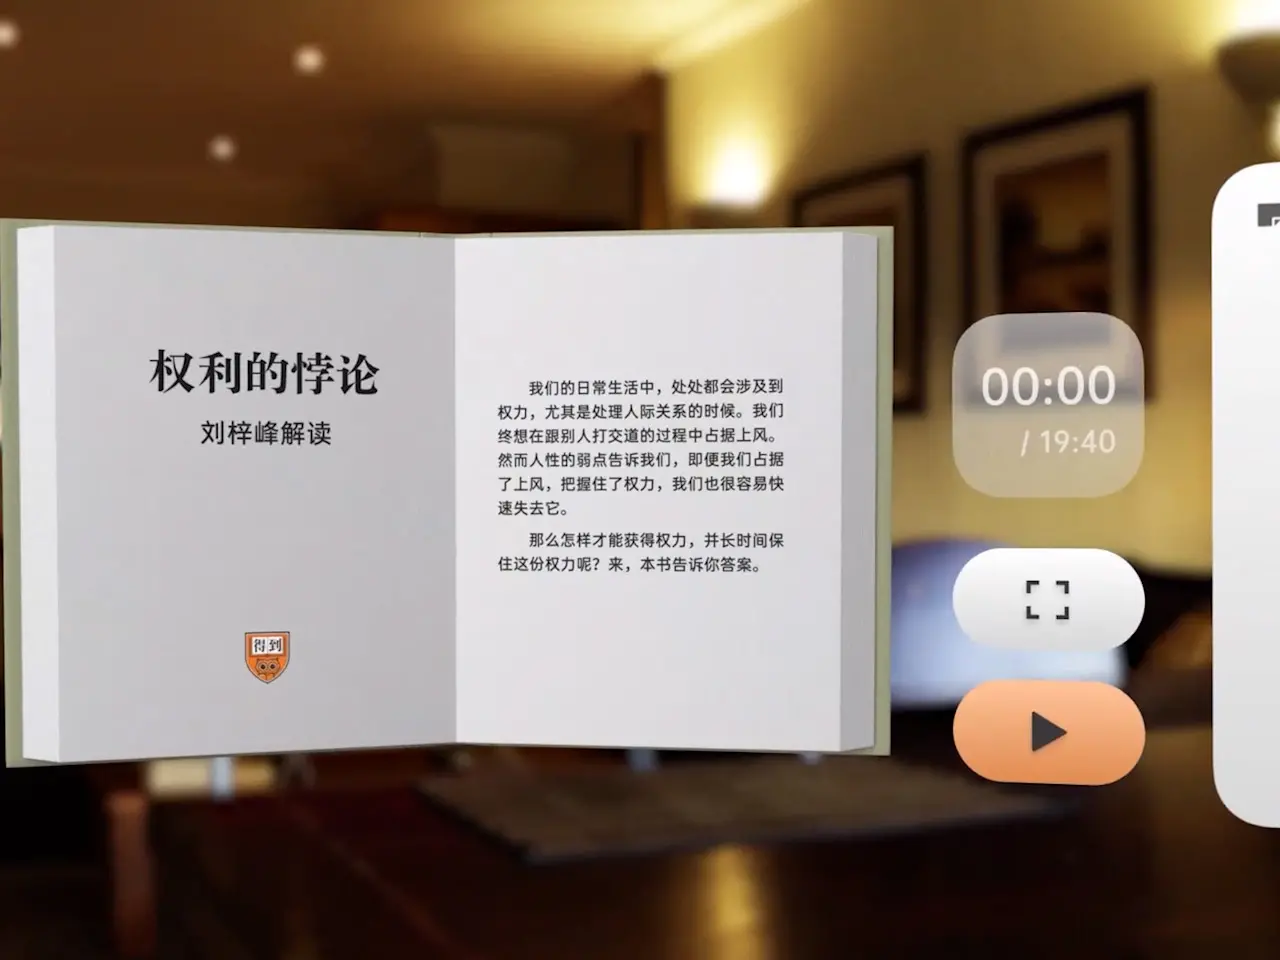 权利的悖论
刘梓峰解读
得到
我们的日常生活中，处处都会涉及到
权力，尤其是处理人际关系的时候。我们
终想在跟别人打交道的过程中占据上风。
然而人性的弱点告诉我们，即便我们占据
了上风，把握住了权力，我们也很容易快
速失去它。
那么怎样才能获得权力，并长时间保
住这份权力呢？来，本书告诉你答案。
00:00
/ 19:40